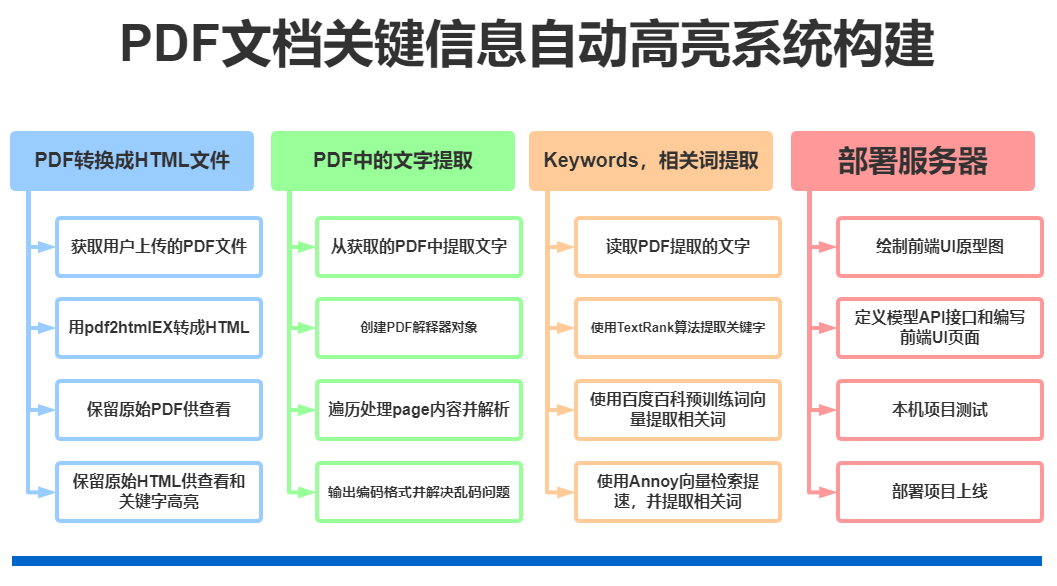 PDF文档关键信息自动高亮系统构建
PDF转换成HTML文件
获取用户上传的PDF文件
用pdf2htmlEX转成HTML
保留原始PDF供查看
保留原始HTML供查看和
关键字高亮
PDF中的文字提取
从获取的PDF中提取文字
创建PDF解释器对象
遍历处理page内容并解析
输出编码格式并解决乱码问题
Keywords，相关词提取
读取PDF提取的文字
使用TextRank算法提取关键字
使用百度百科预训练词向
量提取相关词
使用Annoy向量检索提
速，并提取相关词
部署服务器
绘制前端UI原型图
定义模型API接口和编写
前端UI页面
本机项目测试
部署项目上线